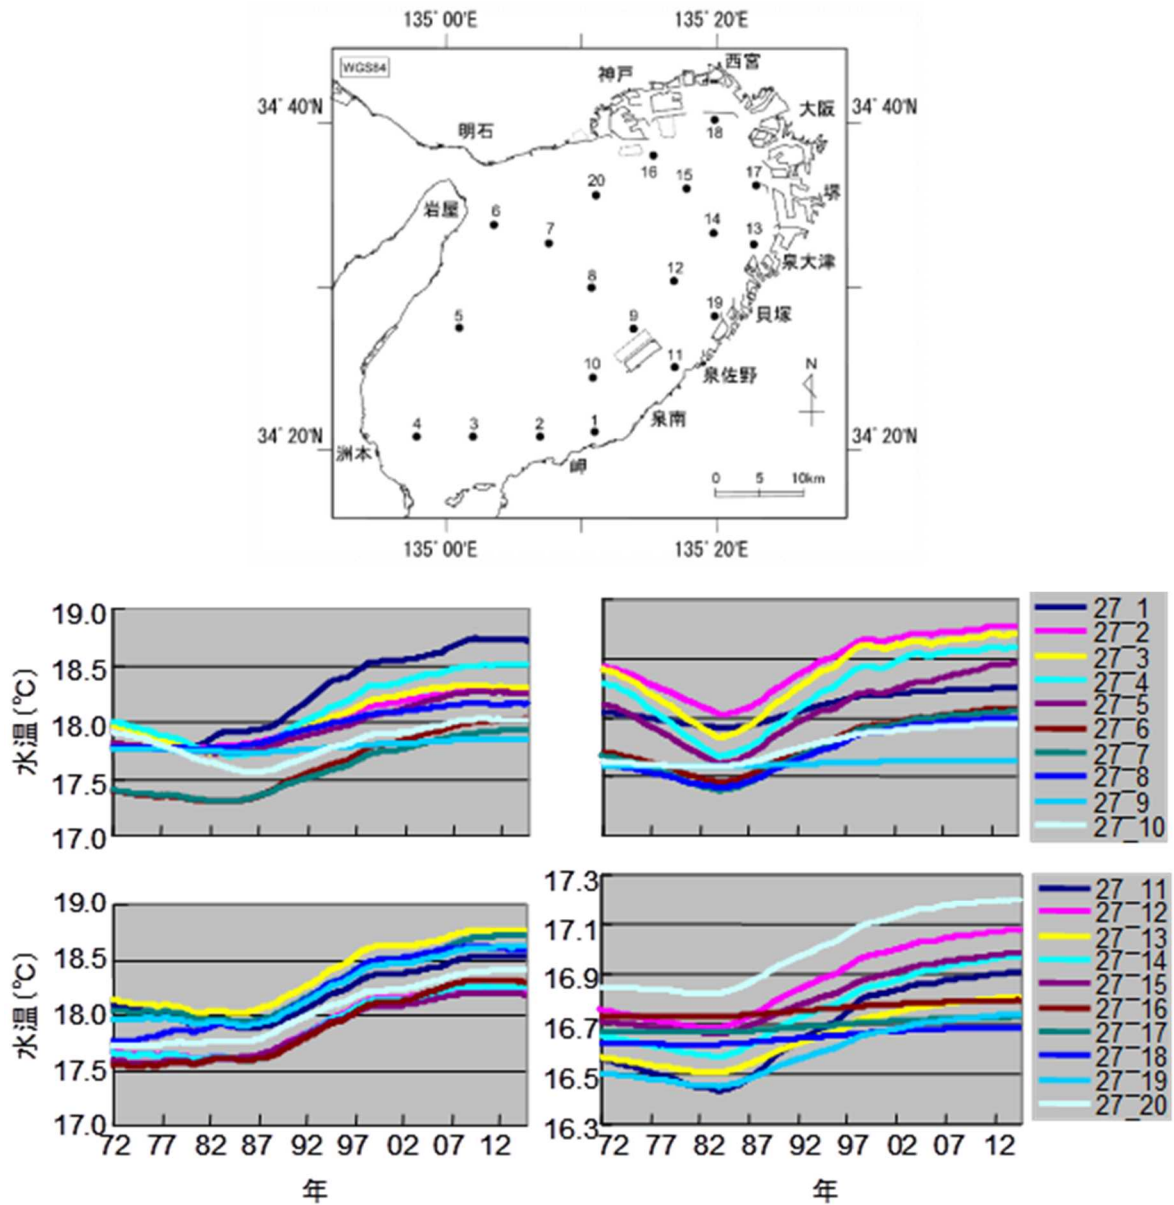 135° 00'E 135° 20'E
WGS84
神戸 西宮
34° 40'N 大阪 34° 40'N
明石
18
16 15 17 堺
20
岩屋 6 7 14 13
泉大津
8 12
5 9 19 貝塚
10 11 泉佐野 N
4 3 2 1 泉南
34° 20'N 34° 20'N
洲本 岬
0 5 10km
135° 00'E 135° 20'E
水温(℃)
19.0
18.5
18.0
17.5
17.0
27_1
27_2
27_3
27_4
27_5
27_6
27_7
27_8
27_9
27_10
水温(℃)
19.0
18.5
18.0
17.5
17.0
72 77 82 87 92 97 02 07 12
年
17.3
17.1
16.9
16.7
16.5
16.3
72 77 82 87 92 97 02 07 12
年
27_11
27_12
27_13
27_14
27_15
27_16
27_17
27_18
27_19
27_20